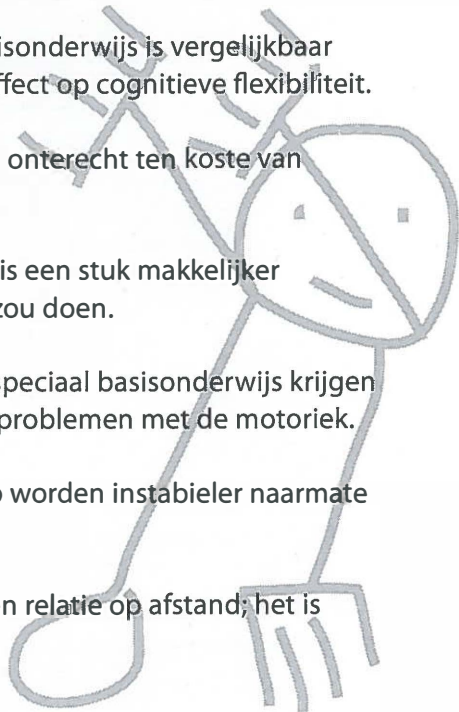 isonderwijs is vergelijkbaar
ffect op cognitieve flexibiliteit.
onterecht ten koste van
is een stuk makkelijker
zou doen.
speciaal basisonderwijs krijgen
problemen met de motoriek.
worden instabieler naarmate
n relatie op afstand; het is